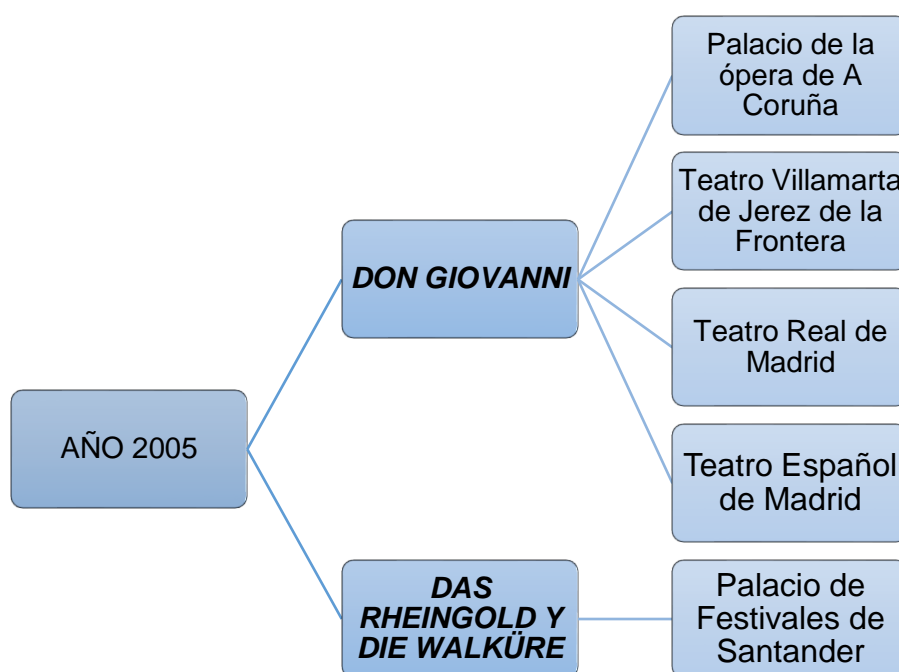 AÑO 2005
DON GIOVANNI
Palacio de la
ópera de A
Coruña
Teatro Villamarta
de Jerez de la
Frontera
Teatro Real de
Madrid
Teatro Español
de Madrid
DAS
RHEINGOLD Y
DIE WALKÜRE
Palacio de
Festivales de
Santander